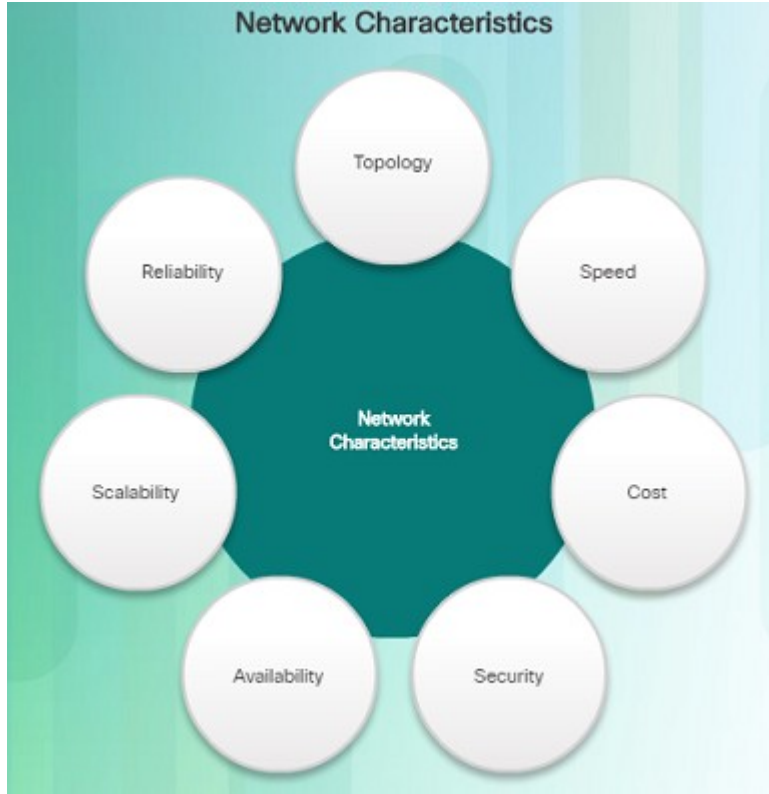 Network Characteristics
Topology
Speed
Reliability
Network
Characteristics
Scalability
Cost
Availability
Security